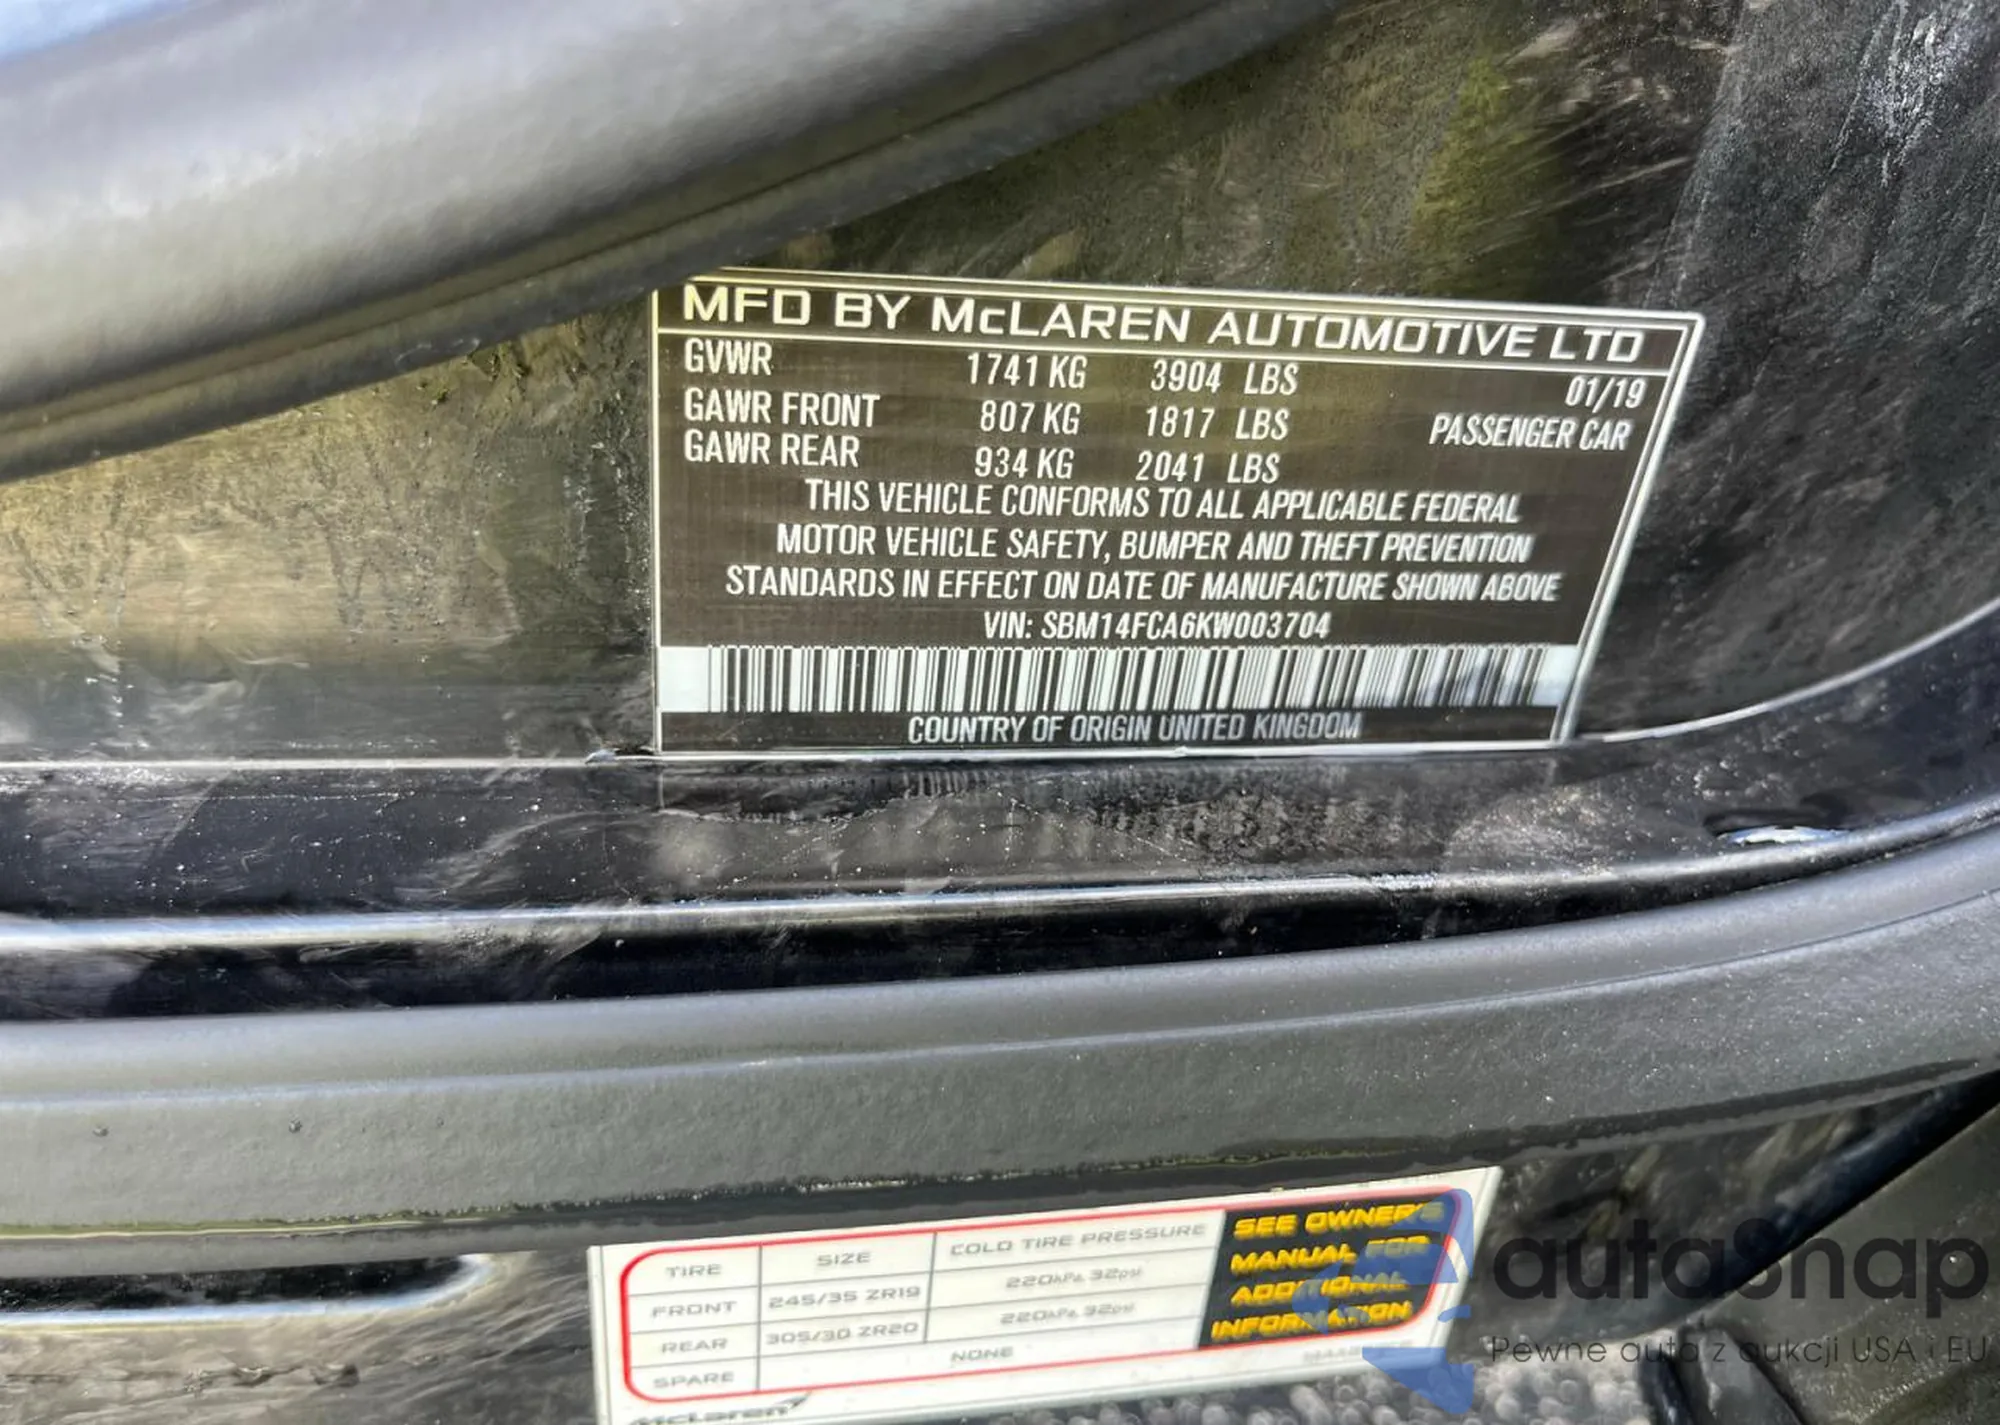 MFD BY McLAREN AUTOMOTIVE LTD
GVWR 1741 KG 3904 LBS 01/19
GAWR FRONT 807 KG 1817 LBS PASSENGER CAR
GAWR REAR 934 KG 2041 LBS
THIS VEHICLE CONFORMS TO ALL APPLICABLE FEDERAL
MOTOR VEHICLE SAFETY, BUMPER AND THEFT PREVENTION
STANDARDS IN EFFECT ON DATE OF MANUFACTURE SHOWN ABOVE
VIN: SBM14FCA6KW003704
COUNTRY OF ORIGIN UNITED KINGDOM
TIRE SIZE COLD TIRE PRESSURE
FRONT 245/35 ZR19 220kPa, 32psi
REAR 305/30 ZR20 220kPa, 32psi
SPARE NONE
SEE OWNER'S
MANUAL FOR
ADDITIONAL
INFORMATION
McLaren
autaSnap
Pewne auta z aukcji USA i EU